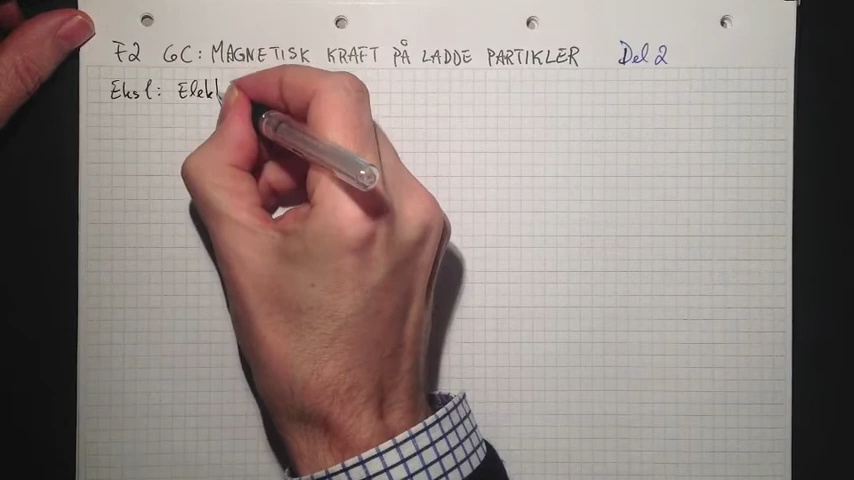 F2 6C: MAGNETISK KRAFT PÅ LADDE PARTIKLER Del 2
Eks 1: Elek